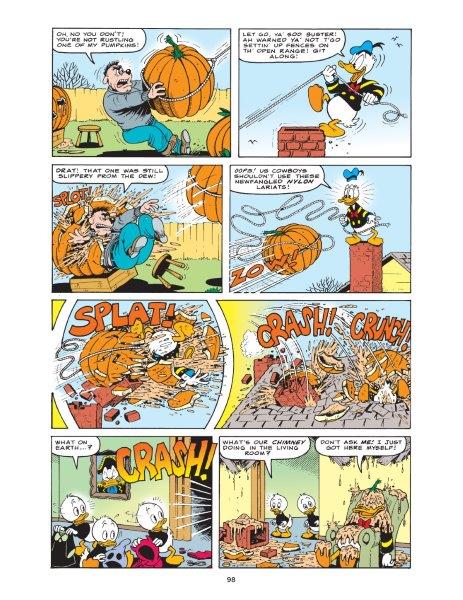 OH, NO YOU DON'T!
YOU'RE NOT RUSTLING
ONE OF MY PUMPKINS!
LET GO, YA' SOD BUSTER!
AH WARNED YA' NOT T'GO
SETTIN' UP FENCES ON
TH' OPEN RANGE! GIT
ALONG!
DRAT! THAT ONE WAS STILL
SLIPPERY FROM THE DEW!
SPLOT!
OOPS! US COWBOYS
SHOULDN'T USE THESE
NEWFANGLED NYLON
LARIATS!
ZOW!
SPLAT!
CRASH!
CRUNCH!
WHAT ON
EARTH...?
CRASH!
WHAT'S OUR CHIMNEY
DOING IN THE LIVING
ROOM?
DON'T ASK ME! I JUST
GOT HERE MYSELF!
98